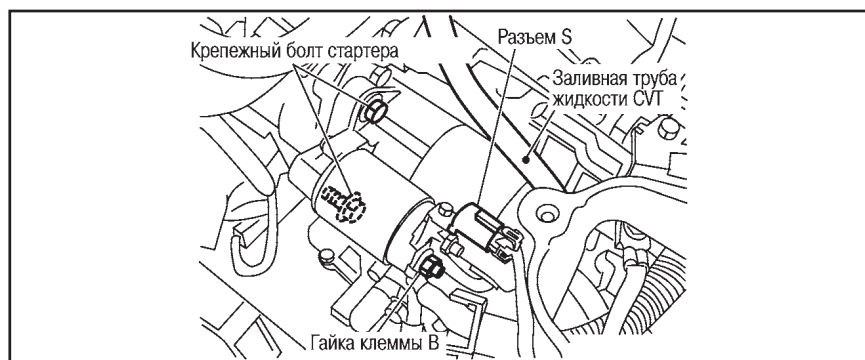 Крепежный болт стартера
Разъем S
Заливная труба
жидкости CVT
Гайка клеммы B